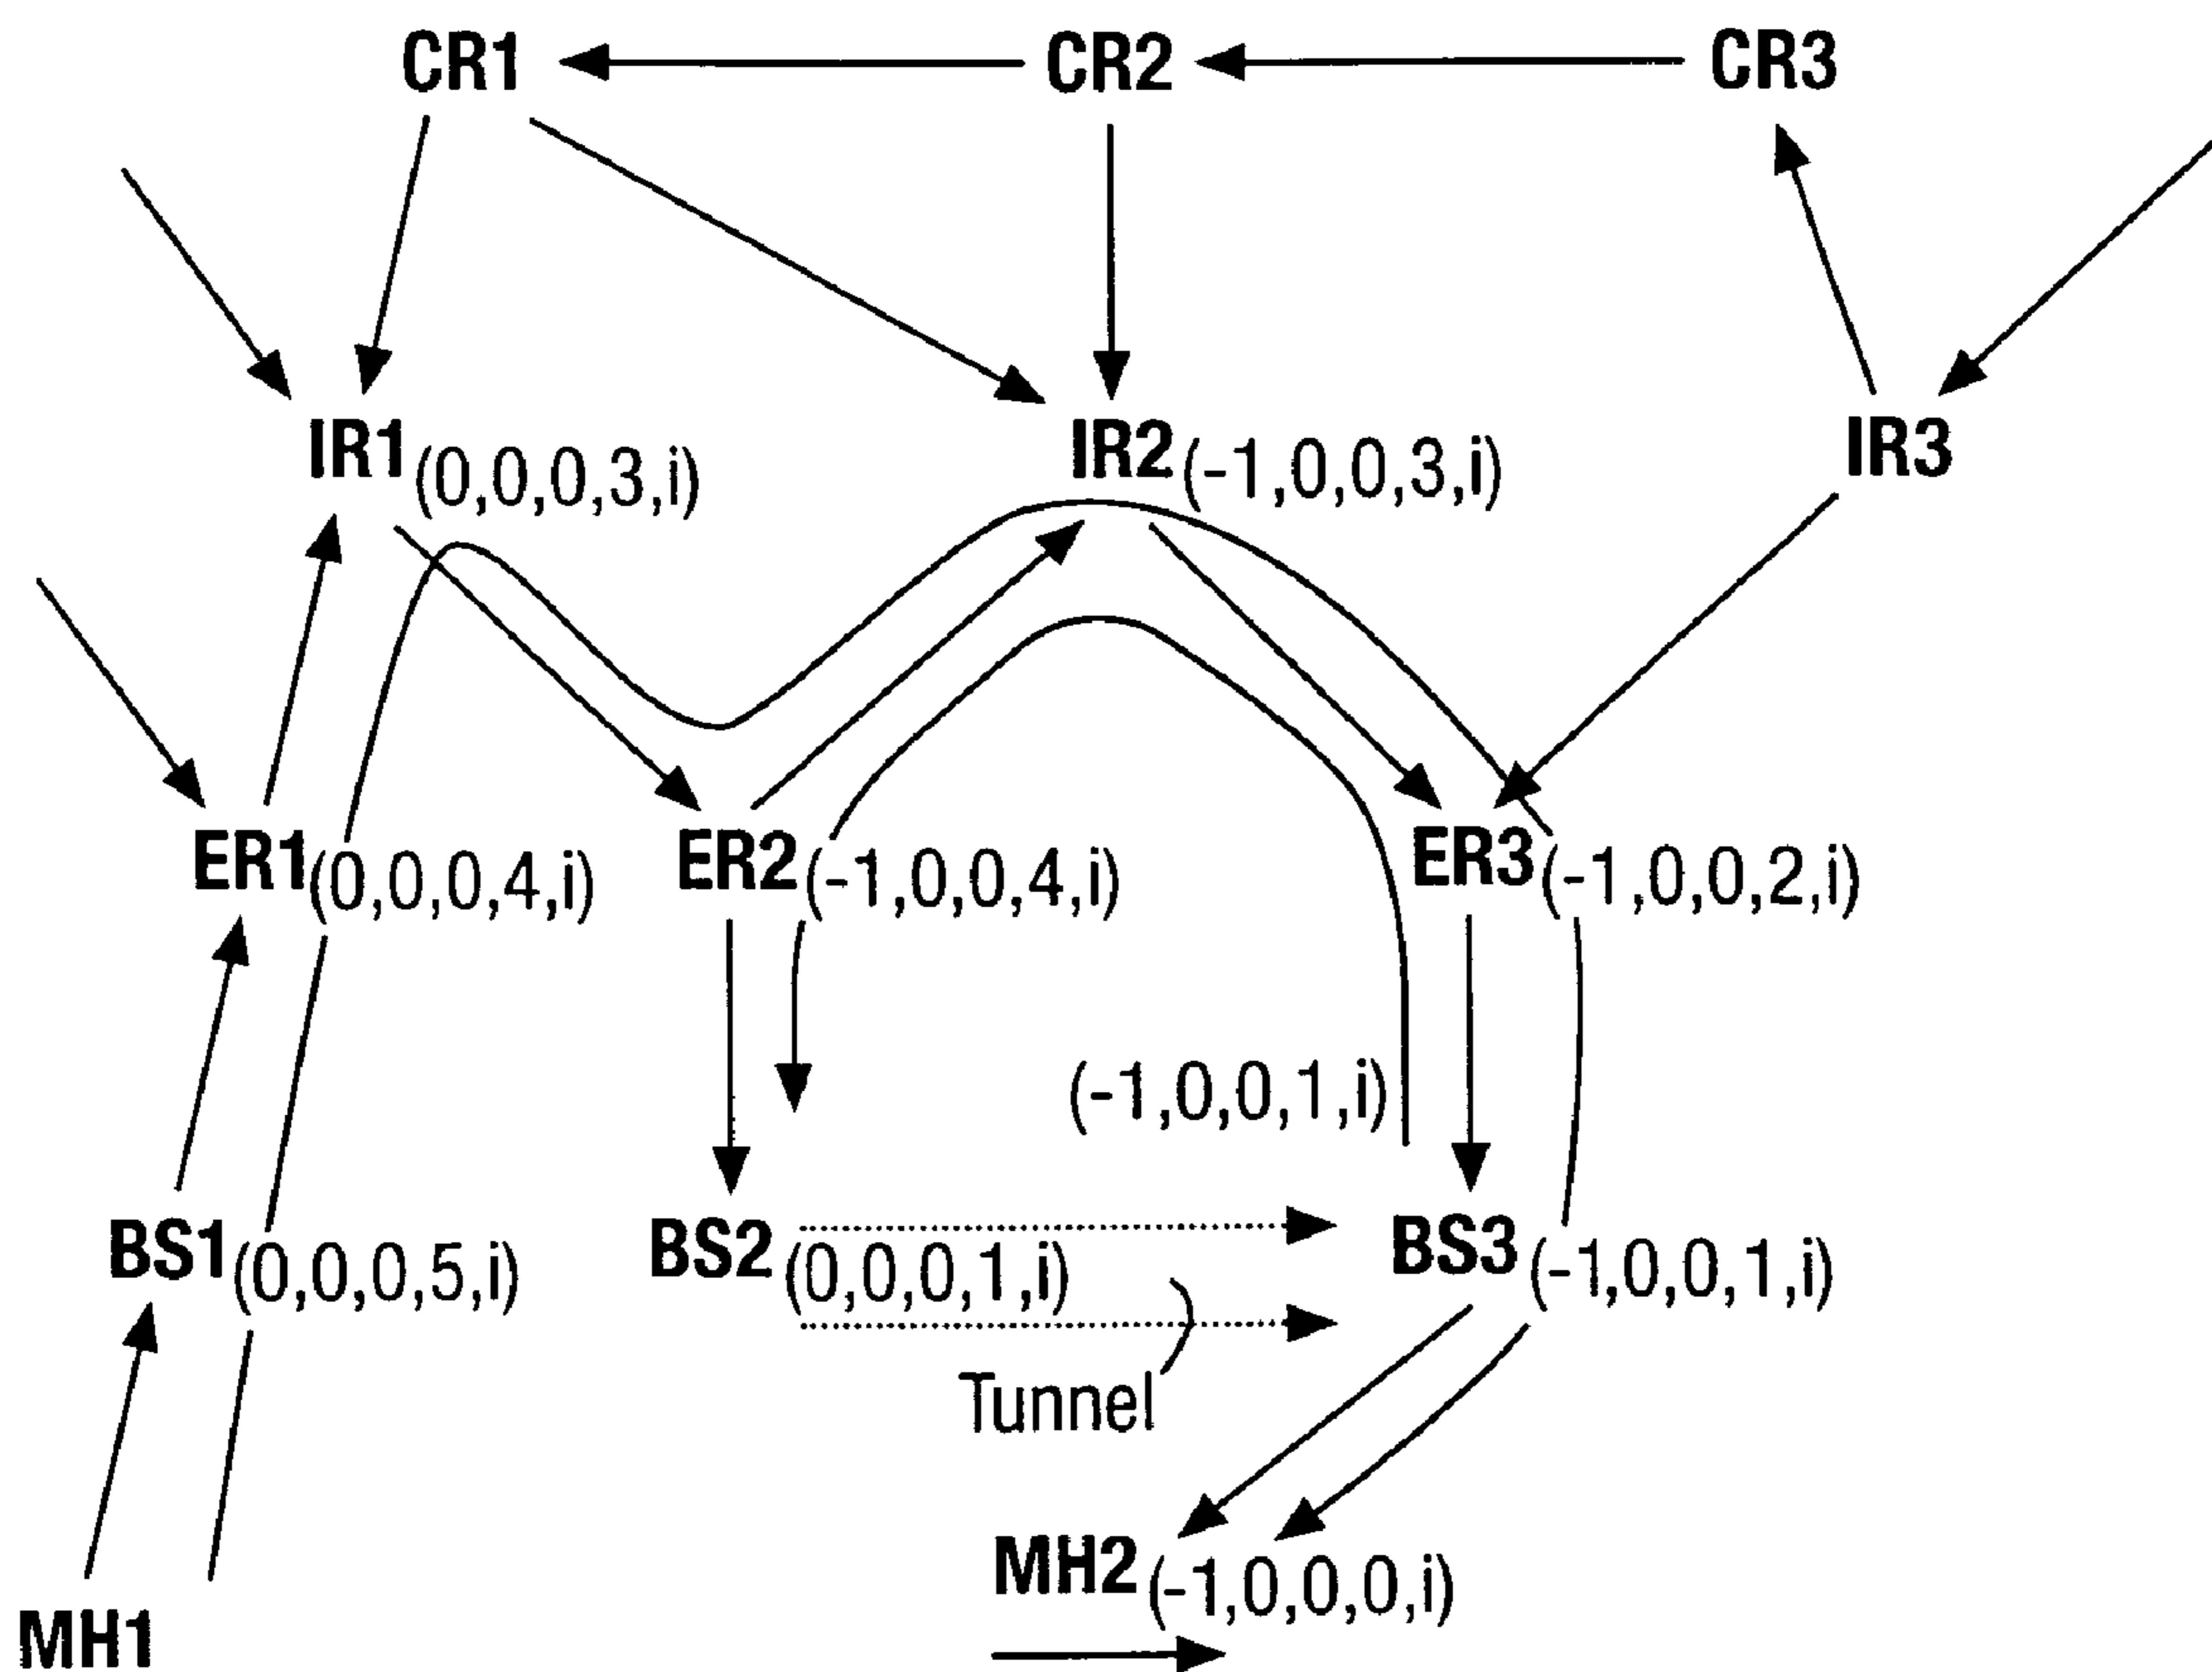 CR1 CR2 CR3
IR1 (0,0,0,3,i) IR2 (-1,0,0,3,i) IR3
ER1 (0,0,0,4,i) ER2 (-1,0,0,4,i) ER3 (-1,0,0,2,i)
(-1,0,0,1,i)
BS1 (0,0,0,5,i) BS2 (0,0,0,1,i) BS3 (-1,0,0,1,i)
Tunnel
MH2 (-1,0,0,0,i)
MH1